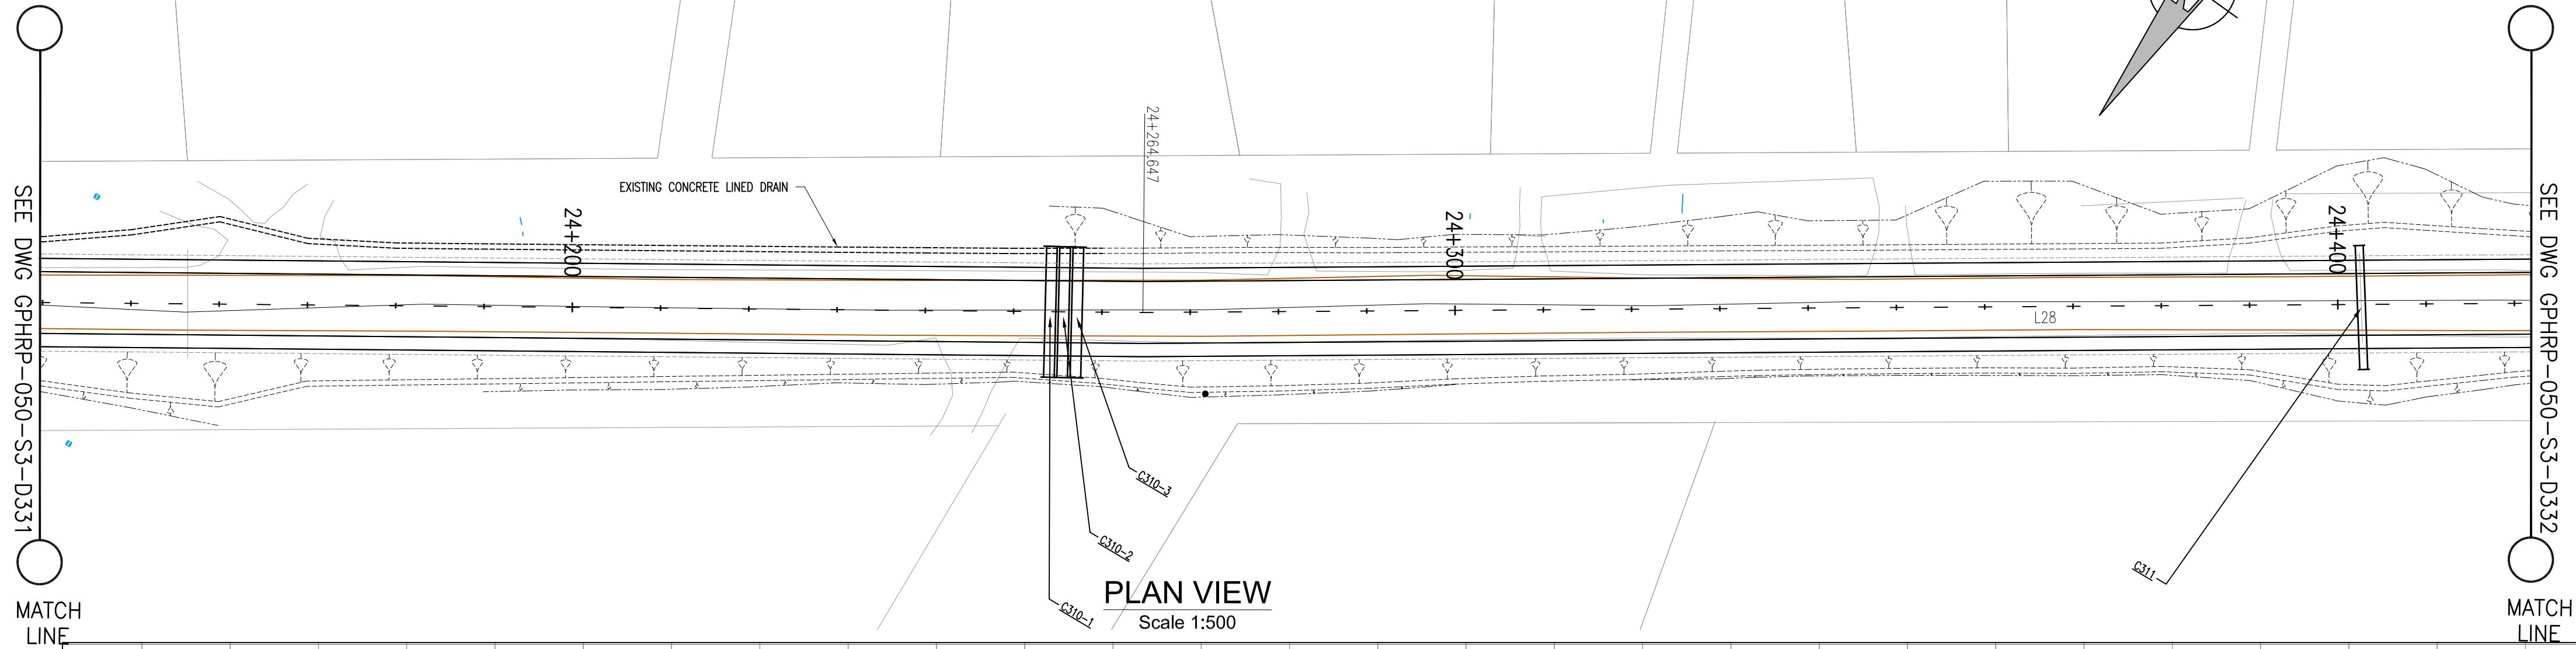 SEE DWG GPHRP-050-S3-D331
EXISTING CONCRETE LINED DRAIN
24+200
24+264.647
24+300
24+400
L28
C310-3
C310-2
C310-1
C311
PLAN VIEW
Scale 1:500
MATCH
LINE
SEE DWG GPHRP-050-S3-D332
MATCH
LINE